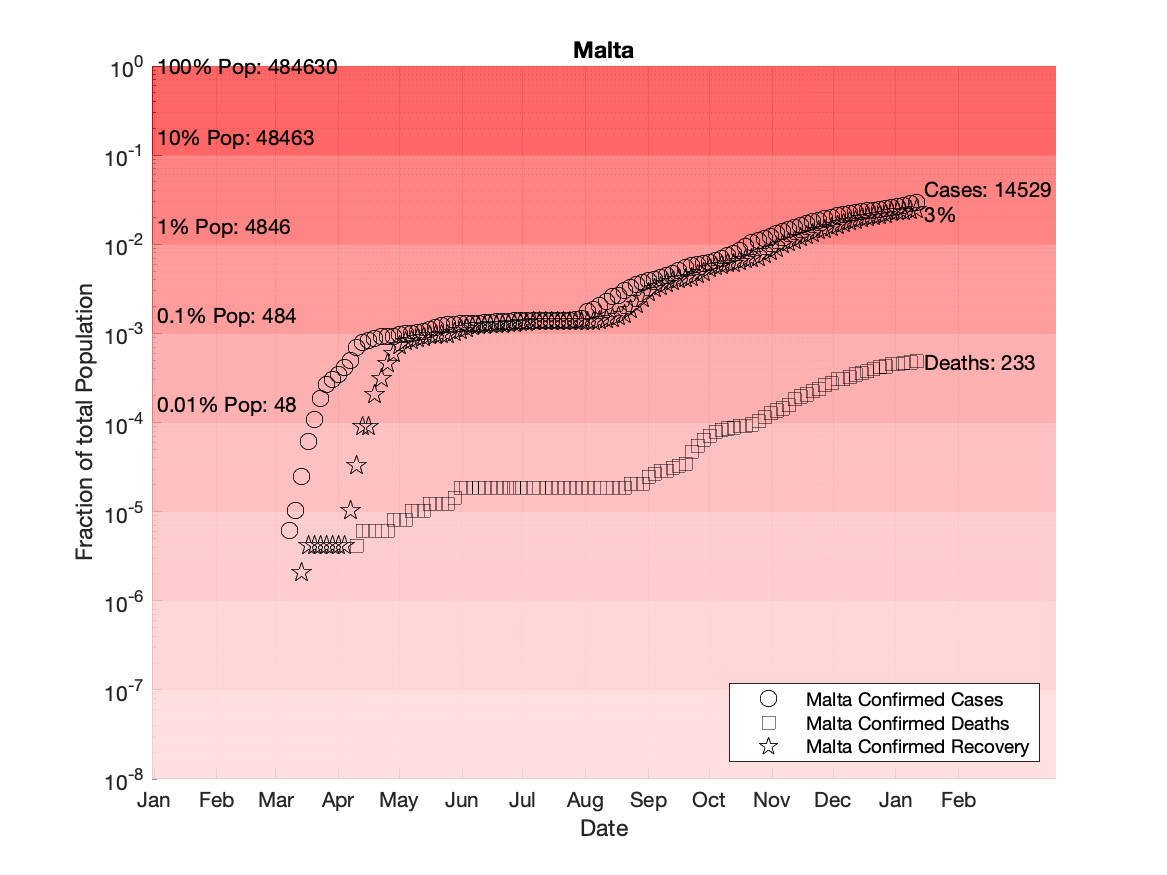 Malta
10^0
10^-1
10^-2
10^-3
10^-4
10^-5
10^-6
10^-7
10^-8
100% Pop: 484630
10% Pop: 48463
1% Pop: 4846
0.1% Pop: 484
0.01% Pop: 48
Cases: 14529
3%
Deaths: 233
Fraction of total Population
Malta Confirmed Cases
Malta Confirmed Deaths
Malta Confirmed Recovery
Jan Feb Mar Apr May Jun Jul Aug Sep Oct Nov Dec Jan Feb
Date